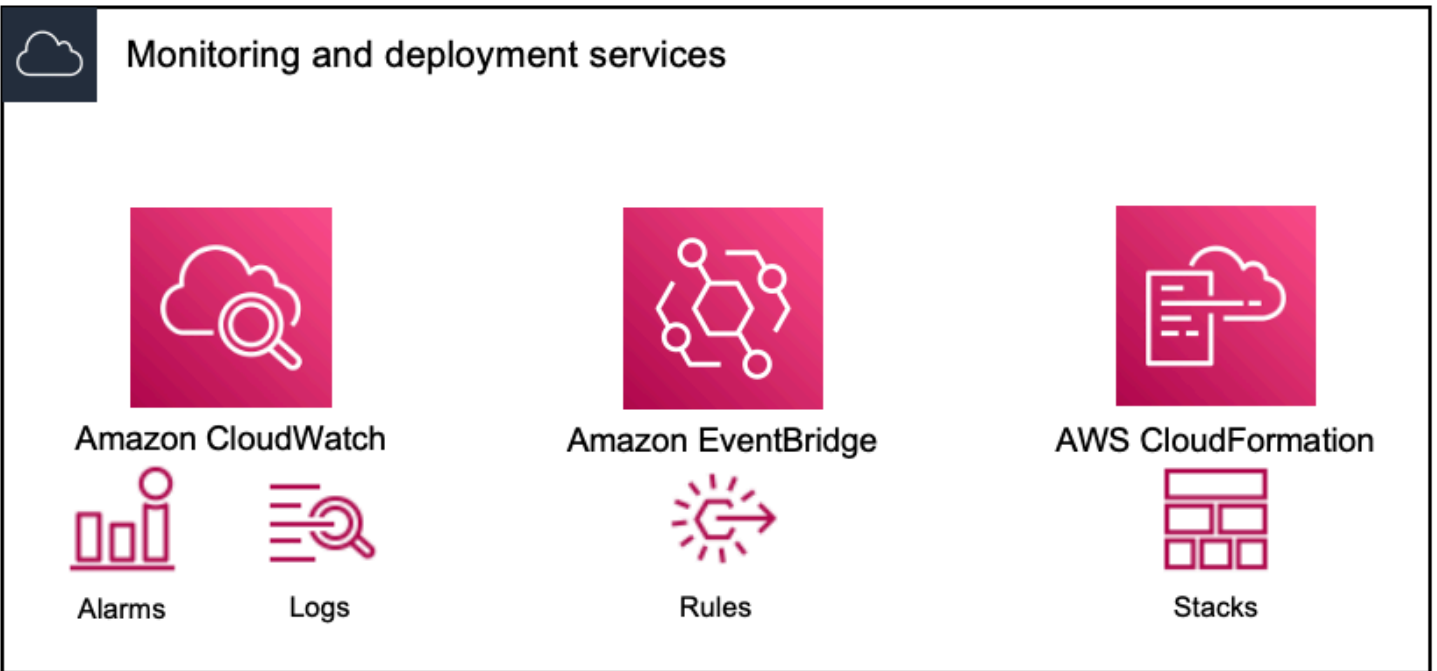 Monitoring and deployment services
Amazon CloudWatch
Amazon EventBridge
AWS CloudFormation
Alarms
Logs
Rules
Stacks